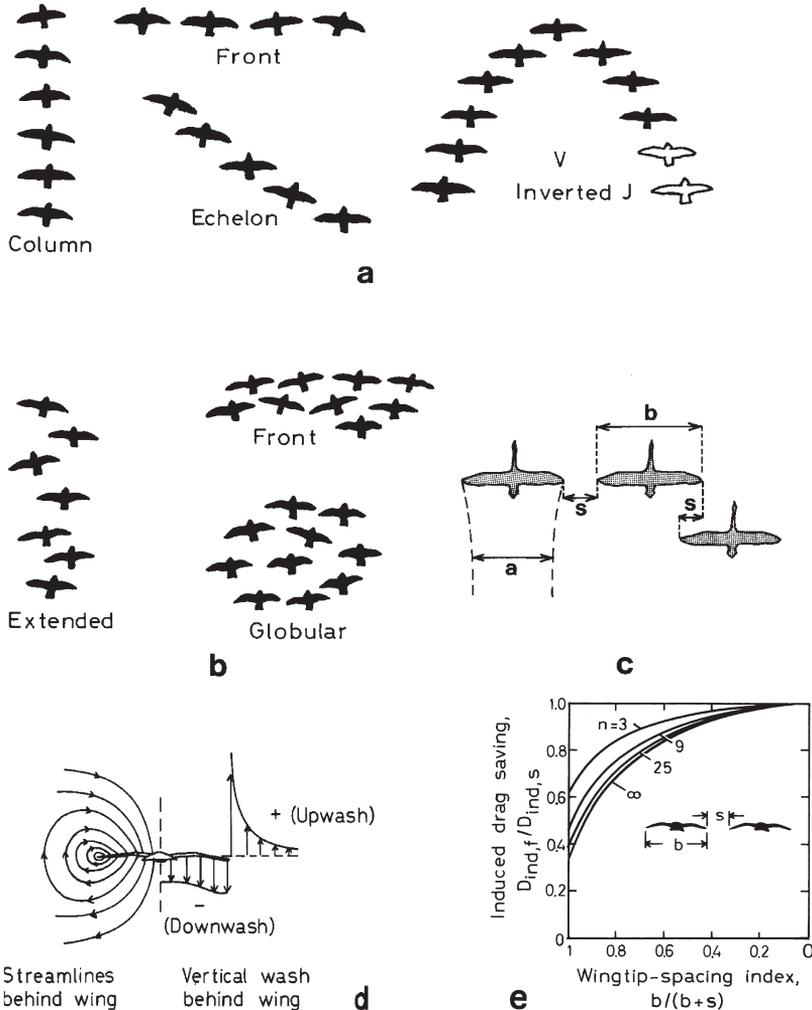 Front
V
Inverted J
Echelon
Column
a
Front
Extended
Globular
b
b
s
s
a
c
+ (Upwash)
−
(Downwash)
Streamlines
behind wing
Vertical wash
behind wing
d
Induced drag saving,
D_ind,f / D_ind,s
1.0
0.8
0.6
0.4
0.2
0
n=3
9
25
∞
s
b
1
0.8
0.6
0.4
0.2
0
Wingtip-spacing index,
b/(b+s)
e